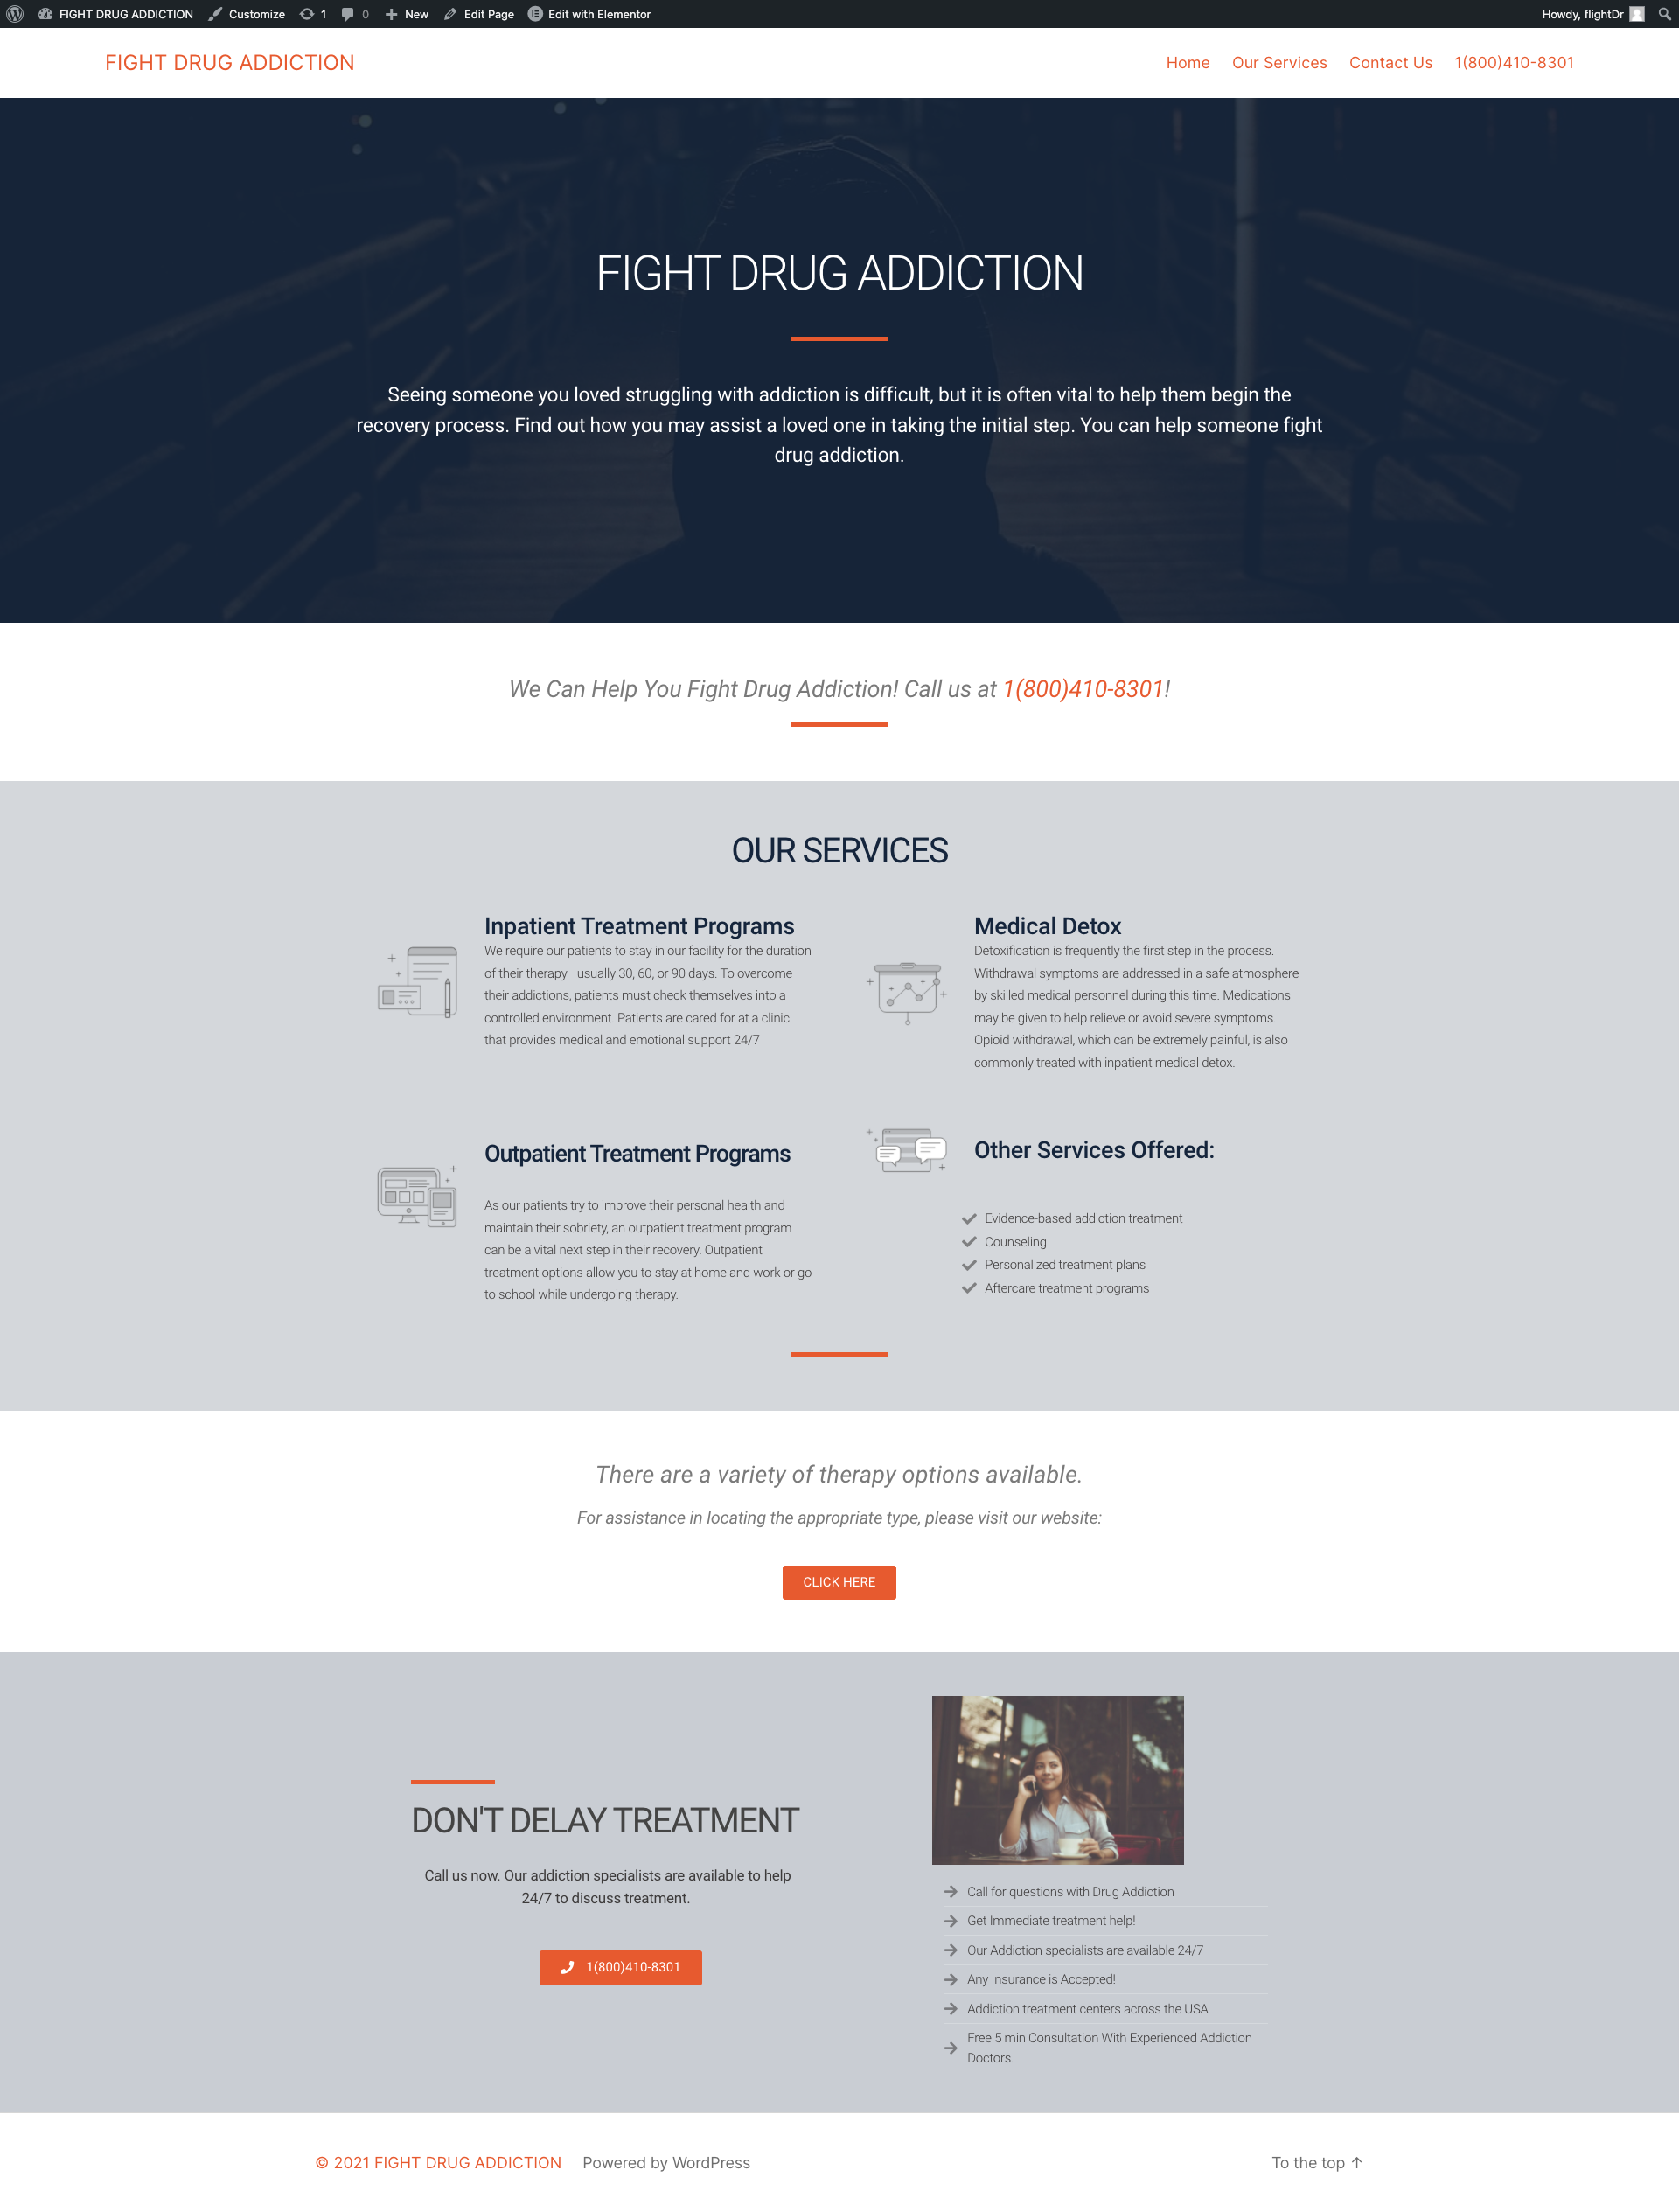 FIGHT DRUG ADDICTION Customize 1 0 New Edit Page Edit with Elementor Howdy, flightDr
FIGHT DRUG ADDICTION
Home Our Services Contact Us 1(800)410-8301
FIGHT DRUG ADDICTION
Seeing someone you loved struggling with addiction is difficult, but it is often vital to help them begin the
recovery process. Find out how you may assist a loved one in taking the initial step. You can help someone fight
drug addiction.
We Can Help You Fight Drug Addiction! Call us at 1(800)410-8301!
OUR SERVICES
Inpatient Treatment Programs
We require our patients to stay in our facility for the duration
of their therapy—usually 30, 60, or 90 days. To overcome
their addictions, patients must check themselves into a
controlled environment. Patients are cared for at a clinic
that provides medical and emotional support 24/7
Medical Detox
Detoxification is frequently the first step in the process.
Withdrawal symptoms are addressed in a safe atmosphere
by skilled medical personnel during this time. Medications
may be given to help relieve or avoid severe symptoms.
Opioid withdrawal, which can be extremely painful, is also
commonly treated with inpatient medical detox.
Outpatient Treatment Programs
As our patients try to improve their personal health and
maintain their sobriety, an outpatient treatment program
can be a vital next step in their recovery. Outpatient
treatment options allow you to stay at home and work or go
to school while undergoing therapy.
Other Services Offered:
Evidence-based addiction treatment
Counseling
Personalized treatment plans
Aftercare treatment programs
There are a variety of therapy options available.
For assistance in locating the appropriate type, please visit our website:
CLICK HERE
DON'T DELAY TREATMENT
Call us now. Our addiction specialists are available to help
24/7 to discuss treatment.
1(800)410-8301
Call for questions with Drug Addiction
Get Immediate treatment help!
Our Addiction specialists are available 24/7
Any Insurance is Accepted!
Addiction treatment centers across the USA
Free 5 min Consultation With Experienced Addiction
Doctors.
© 2021 FIGHT DRUG ADDICTION Powered by WordPress To the top ↑